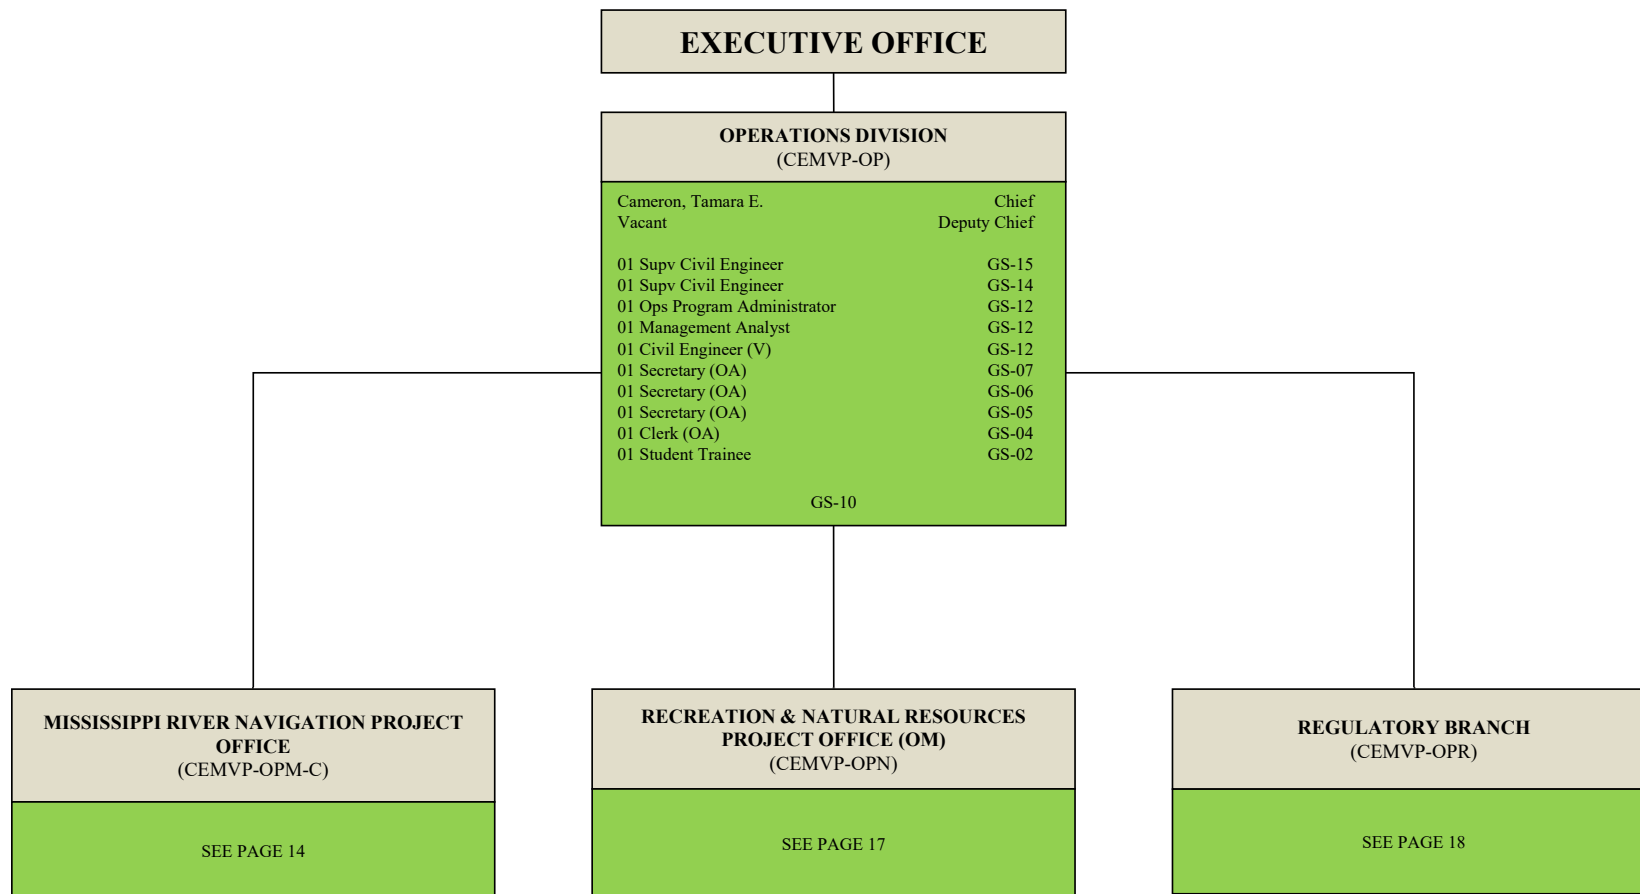 EXECUTIVE OFFICE
OPERATIONS DIVISION
(CEMVP-OP)
Cameron, Tamara E. Chief
Vacant Deputy Chief
01 Supv Civil Engineer GS-15
01 Supv Civil Engineer GS-14
01 Ops Program Administrator GS-12
01 Management Analyst GS-12
01 Civil Engineer (V) GS-12
01 Secretary (OA) GS-07
01 Secretary (OA) GS-06
01 Secretary (OA) GS-05
01 Clerk (OA) GS-04
01 Student Trainee GS-02
GS-10
MISSISSIPPI RIVER NAVIGATION PROJECT
OFFICE
(CEMVP-OPM-C)
SEE PAGE 14
RECREATION & NATURAL RESOURCES
PROJECT OFFICE (OM)
(CEMVP-OPN)
SEE PAGE 17
REGULATORY BRANCH
(CEMVP-OPR)
SEE PAGE 18